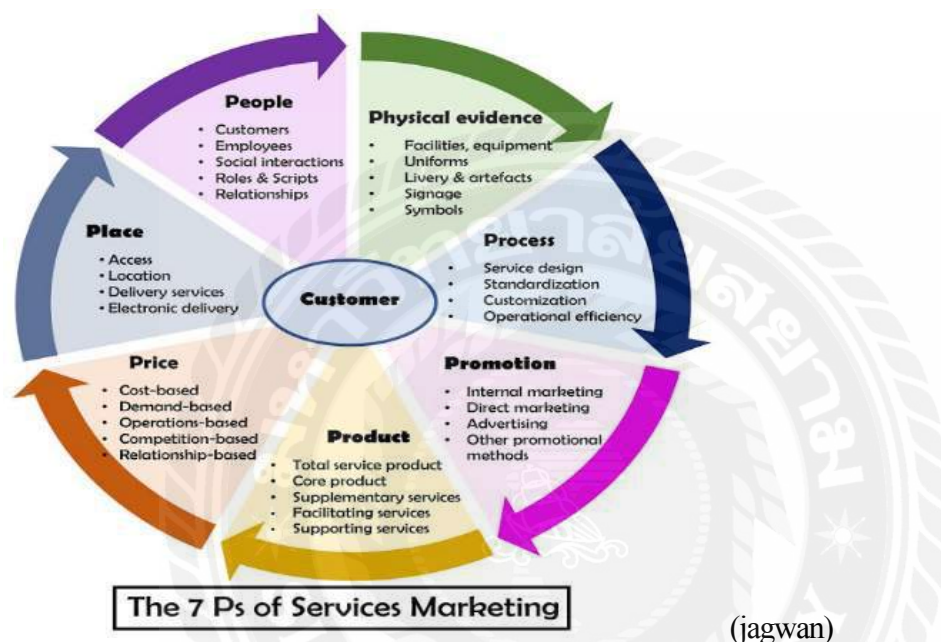 People
• Customers
• Employees
• Social interactions
• Roles & Scripts
• Relationships
Physical evidence
• Facilities, equipment
• Uniforms
• Livery & artefacts
• Signage
• Symbols
Process
• Service design
• Standardization
• Customization
• Operational efficiency
Promotion
• Internal marketing
• Direct marketing
• Advertising
• Other promotional
methods
Product
• Total service product
• Core product
• Supplementary services
• Facilitating services
• Supporting services
Price
• Cost-based
• Demand-based
• Operations-based
• Competition-based
• Relationship-based
Place
• Access
• Location
• Delivery services
• Electronic delivery
Customer
The 7 Ps of Services Marketing
(jagwan)